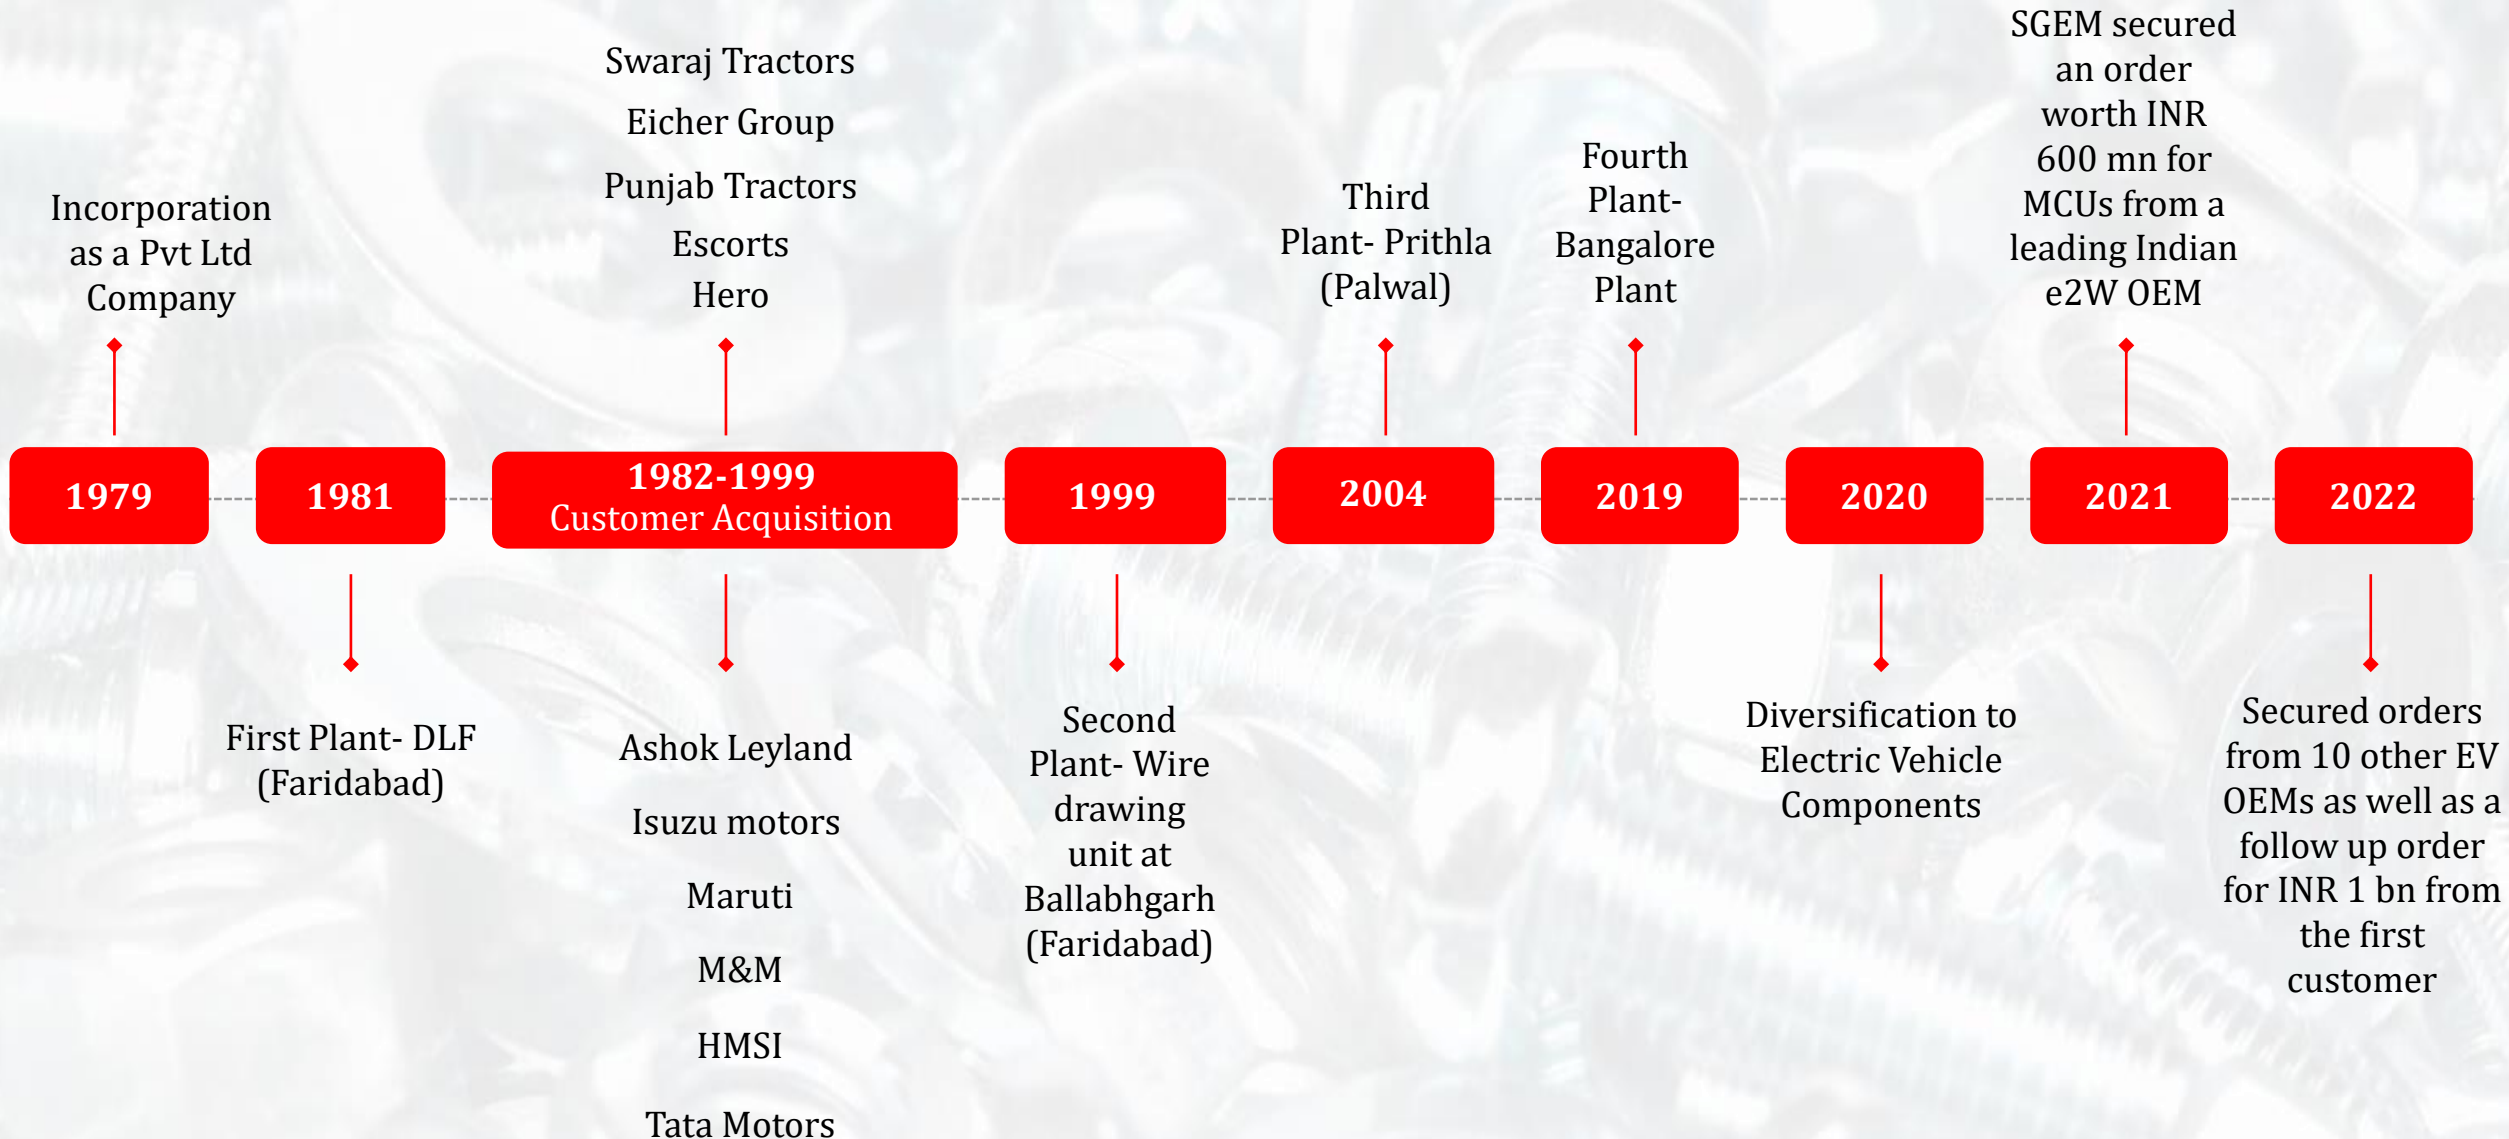 Incorporation
as a Pvt Ltd
Company
1979
1981
First Plant- DLF
(Faridabad)
Swaraj Tractors
Eicher Group
Punjab Tractors
Escorts
Hero
1982-1999
Customer Acquisition
Ashok Leyland
Isuzu motors
Maruti
M&M
HMSI
Tata Motors
1999
Second
Plant- Wire
drawing
unit at
Ballabhgarh
(Faridabad)
Third
Plant- Prithla
(Palwal)
2004
Fourth
Plant-
Bangalore
Plant
2019
2020
Diversification to
Electric Vehicle
Components
SGEM secured
an order
worth INR
600 mn for
MCUs from a
leading Indian
e2W OEM
2021
2022
Secured orders
from 10 other EV
OEMs as well as a
follow up order
for INR 1 bn from
the first
customer